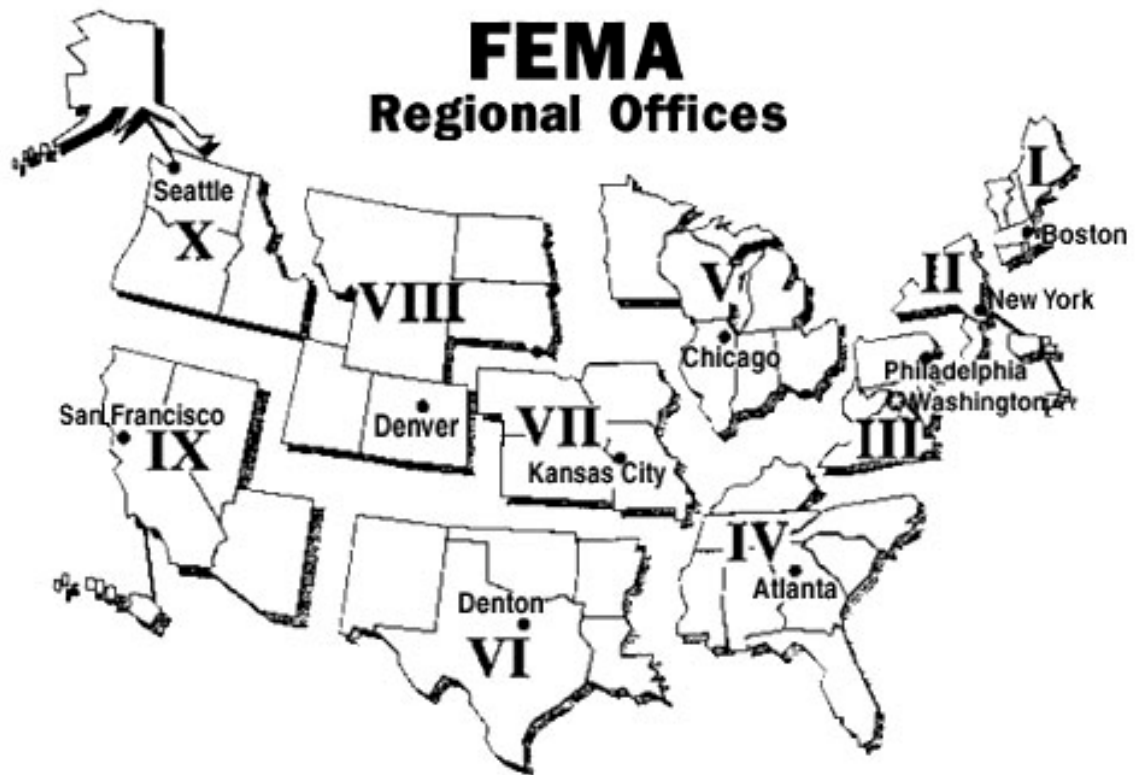 FEMA
Regional Offices
I
Seattle
Boston
X
II
VIII
V
New York
Chicago
Philadelphia
Washington
San Francisco
Denver
VII
III
IX
Kansas City
IV
Atlanta
Denton
VI